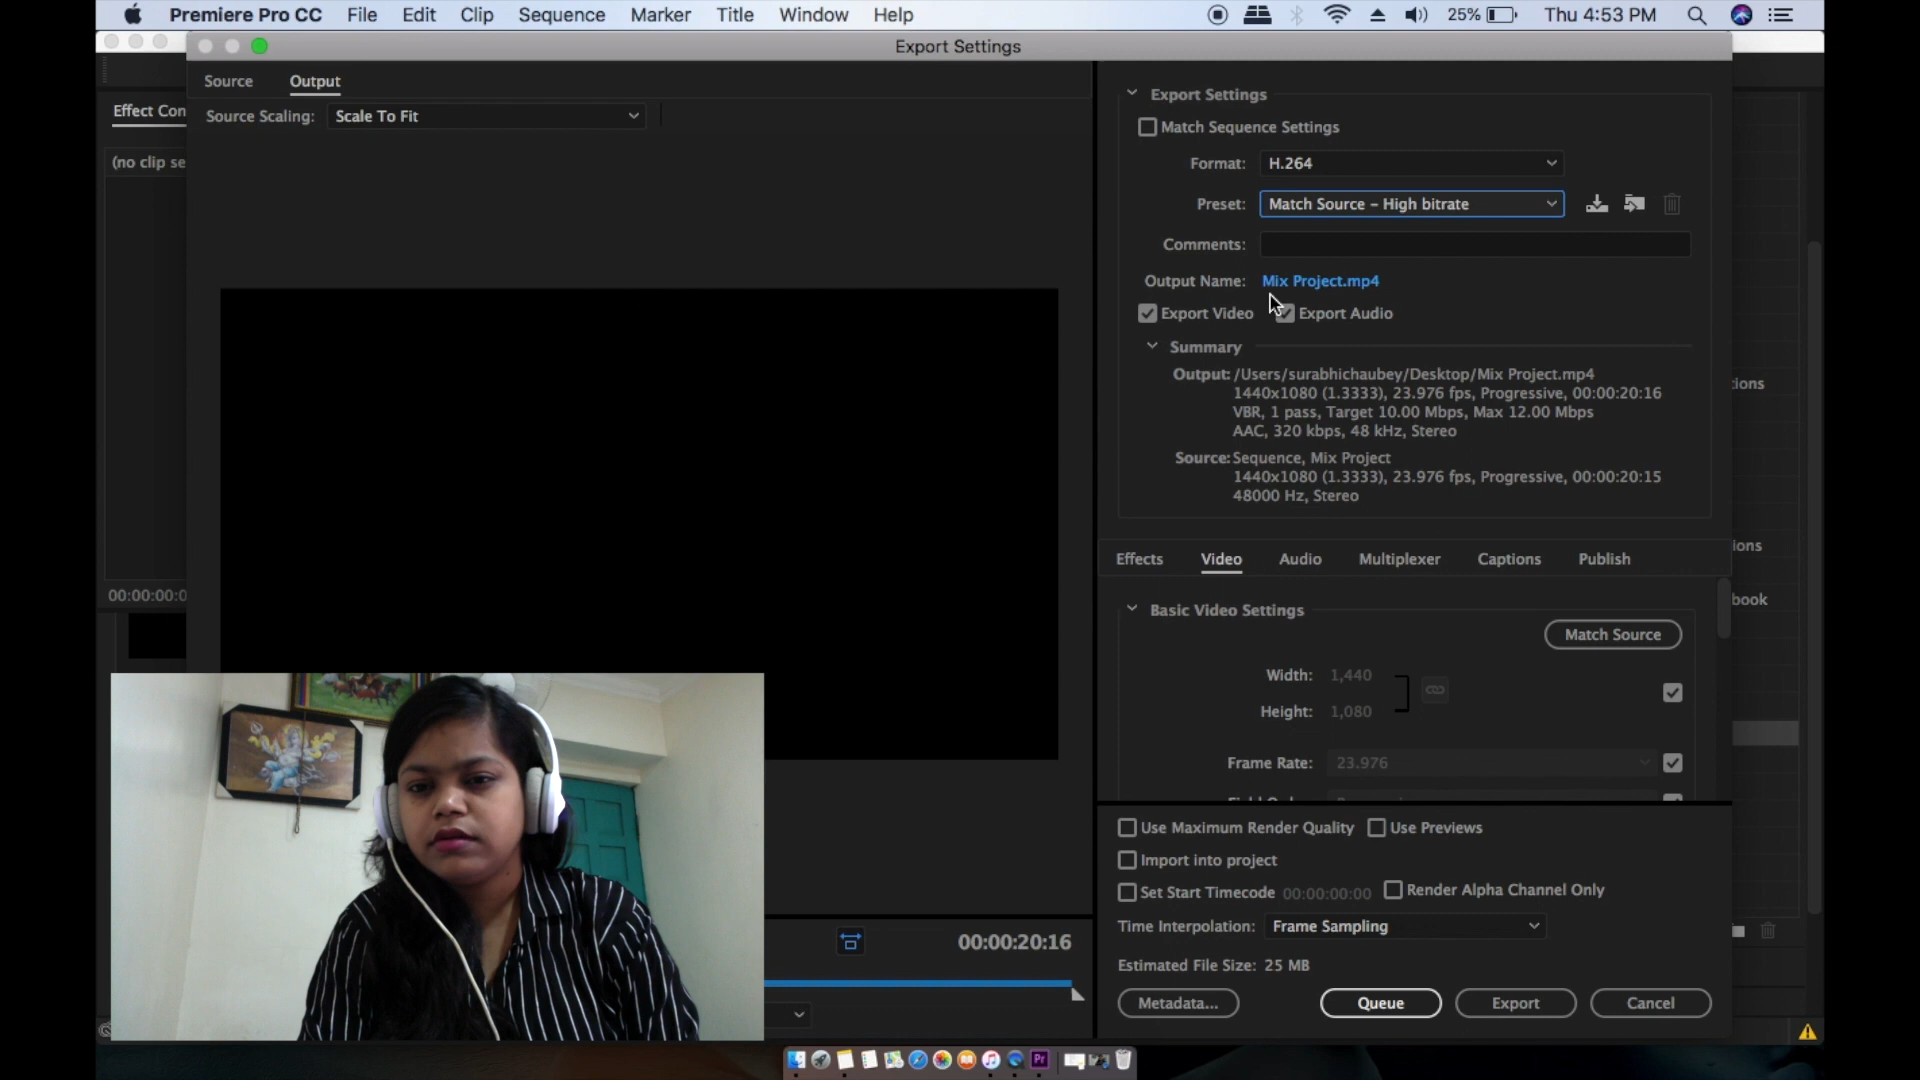 Premiere Pro CC File Edit Clip Sequence Marker Title Window Help 25% Thu 4:53 PM
Export Settings
Source Output
Source Scaling: Scale To Fit
Effect Con
(no clip se
00:00:00:0
Export Settings
Match Sequence Settings
Format: H.264
Preset: Match Source – High bitrate
Comments:
Output Name: Mix Project.mp4
Export Video Export Audio
Summary
Output: /Users/surabhichaubey/Desktop/Mix Project.mp4
1440x1080 (1.3333), 23.976 fps, Progressive, 00:00:20:16
VBR, 1 pass, Target 10.00 Mbps, Max 12.00 Mbps
AAC, 320 kbps, 48 kHz, Stereo
Source: Sequence, Mix Project
1440x1080 (1.3333), 23.976 fps, Progressive, 00:00:20:15
48000 Hz, Stereo
Effects Video Audio Multiplexer Captions Publish
Basic Video Settings
Match Source
Width: 1,440
Height: 1,080
Frame Rate: 23.976
Use Maximum Render Quality Use Previews
Import into project
Set Start Timecode 00:00:00:00 Render Alpha Channel Only
Time Interpolation: Frame Sampling
Estimated File Size: 25 MB
Metadata... Queue Export Cancel
00:00:20:16
tions
ions
book
Pr